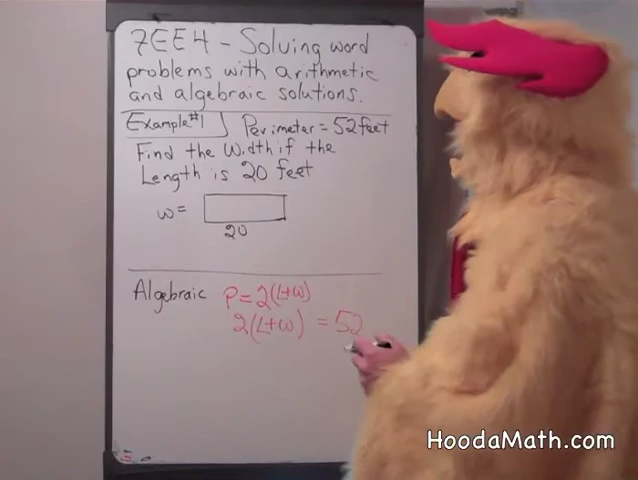 7EE4 - Solving word
problems with arithmetic
and algebraic solutions.
Example #1 Perimeter = 52 feet
Find the width if the
Length is 20 feet
w =
20
Algebraic P = 2(L+w)
2(L+w) = 52
HoodaMath.com